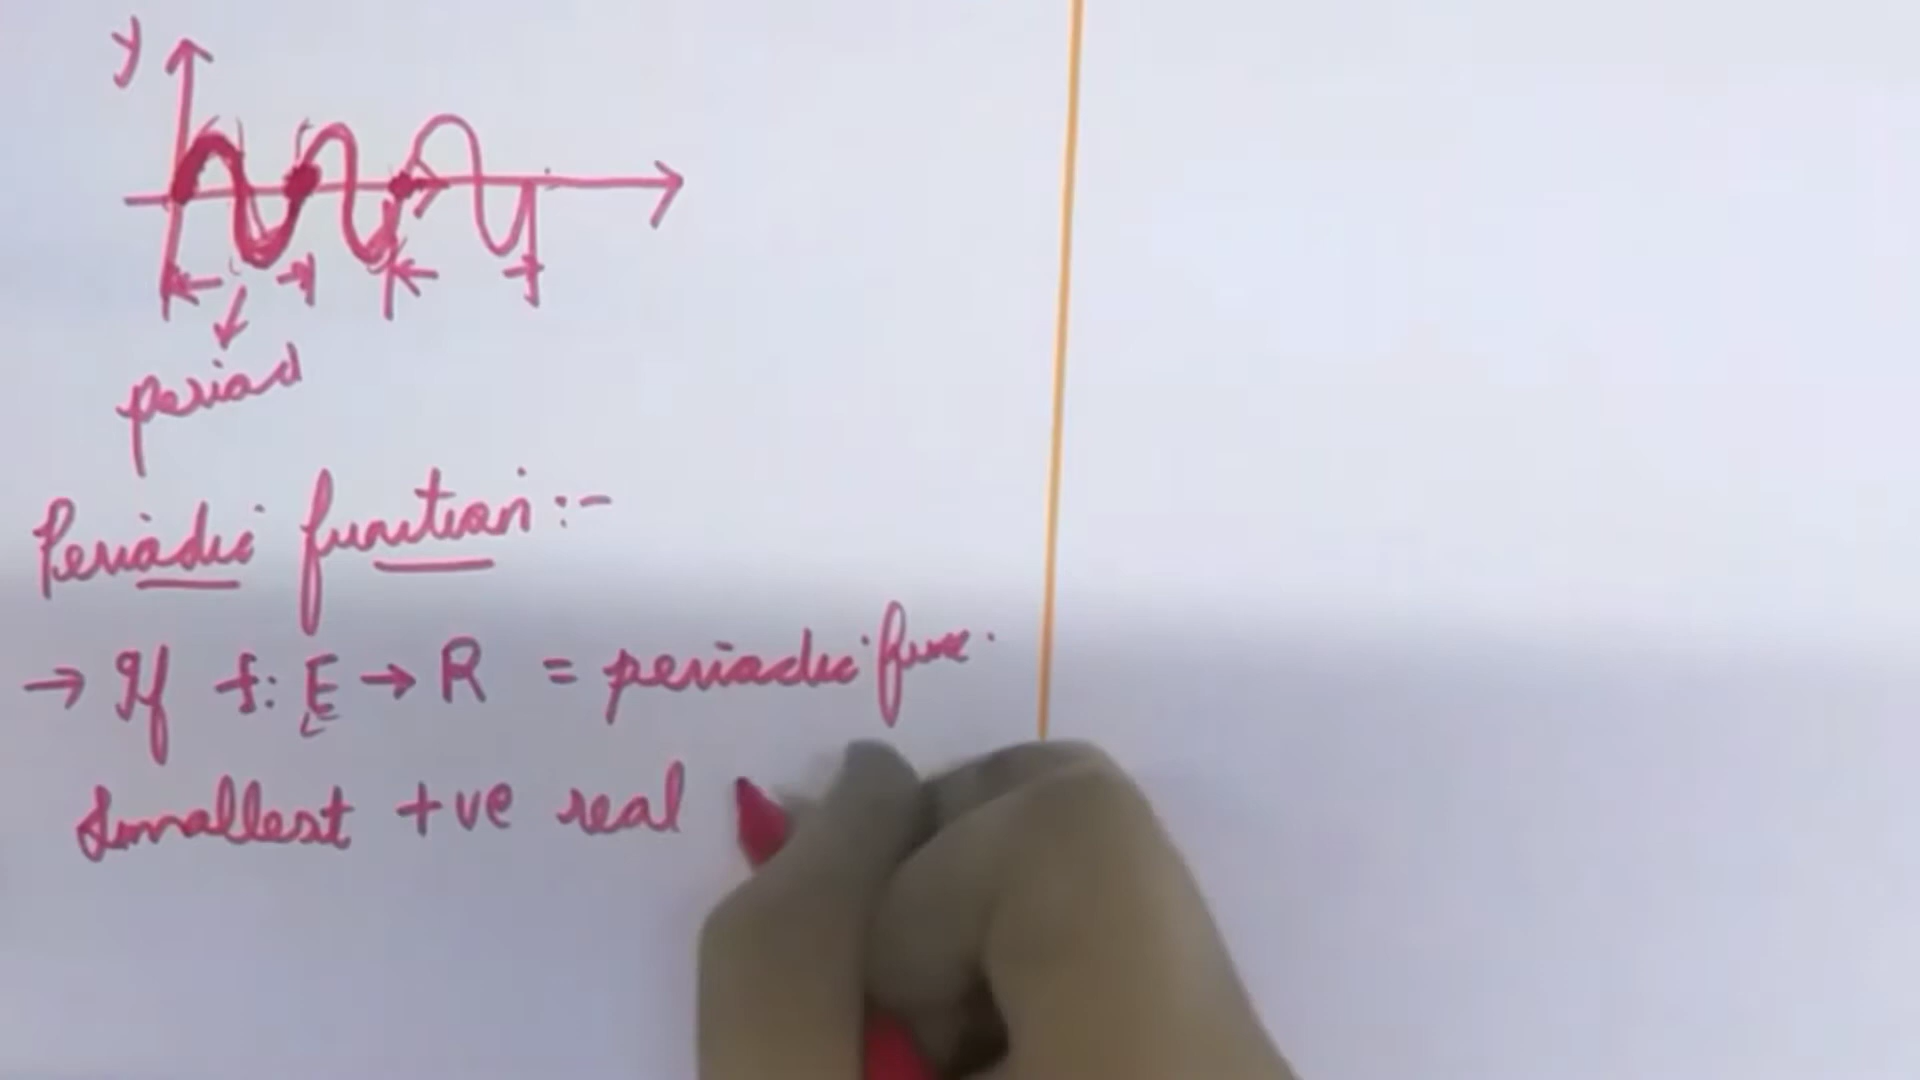 y
period
Periodic function :-
→ If f: E → R = periodic func.
Smallest +ve real